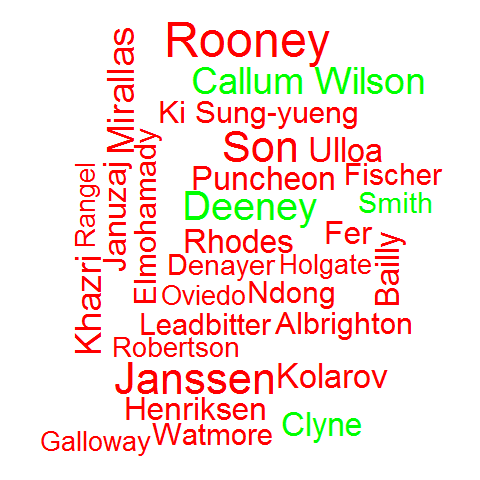 Rooney
Callum Wilson
Ki Sung-yueng
Mirallas
Son
Ulloa
Puncheon
Fischer
Deeney
Smith
Rangel
Januzaj
Elmohamady
Rhodes
Fer
Denayer
Holgate
Bailly
Khazri
Oviedo
Ndong
Leadbitter
Albrighton
Robertson
Janssen
Kolarov
Henriksen
Clyne
Galloway
Watmore